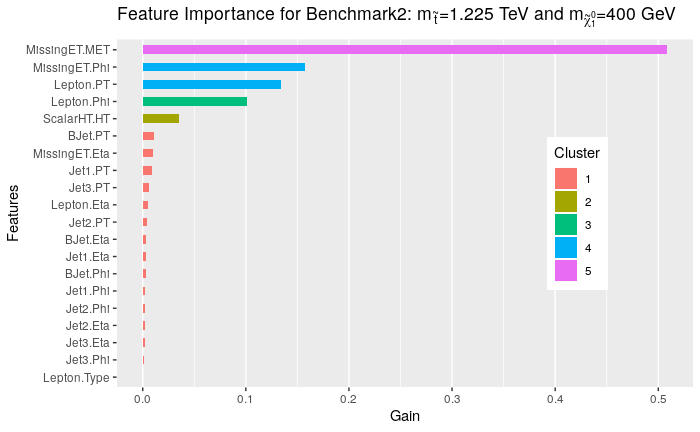 Feature Importance for Benchmark2: m_t̃=1.225 TeV and m_χ̃₁⁰=400 GeV
MissingET.MET
MissingET.Phi
Lepton.PT
Lepton.Phi
ScalarHT.HT
BJet.PT
MissingET.Eta
Jet1.PT
Jet3.PT
Lepton.Eta
Jet2.PT
BJet.Eta
Jet1.Eta
BJet.Phi
Jet1.Phi
Jet2.Phi
Jet2.Eta
Jet3.Eta
Jet3.Phi
Lepton.Type
Features
Cluster
1
2
3
4
5
0.0 0.1 0.2 0.3 0.4 0.5
Gain